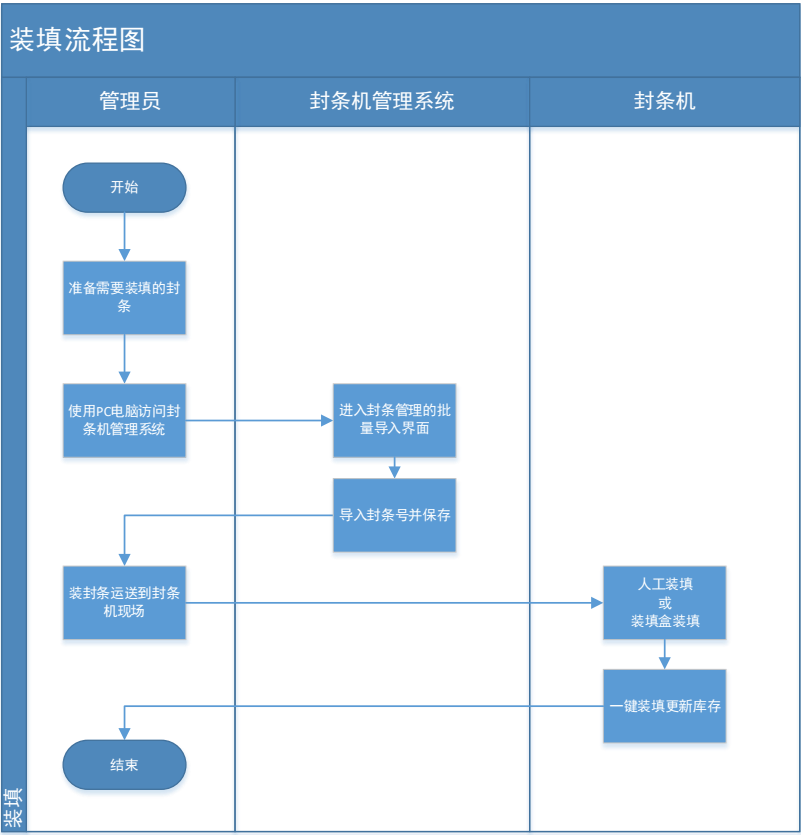 装填流程图
管理员
封条机管理系统
封条机
开始
准备需要装填的封
条
使用PC电脑访问封
条机管理系统
进入封条管理的批
量导入界面
导入封条号并保存
装封条运送到封条
机现场
人工装填
或
装填盒装填
一键装填更新库存
结束
装填